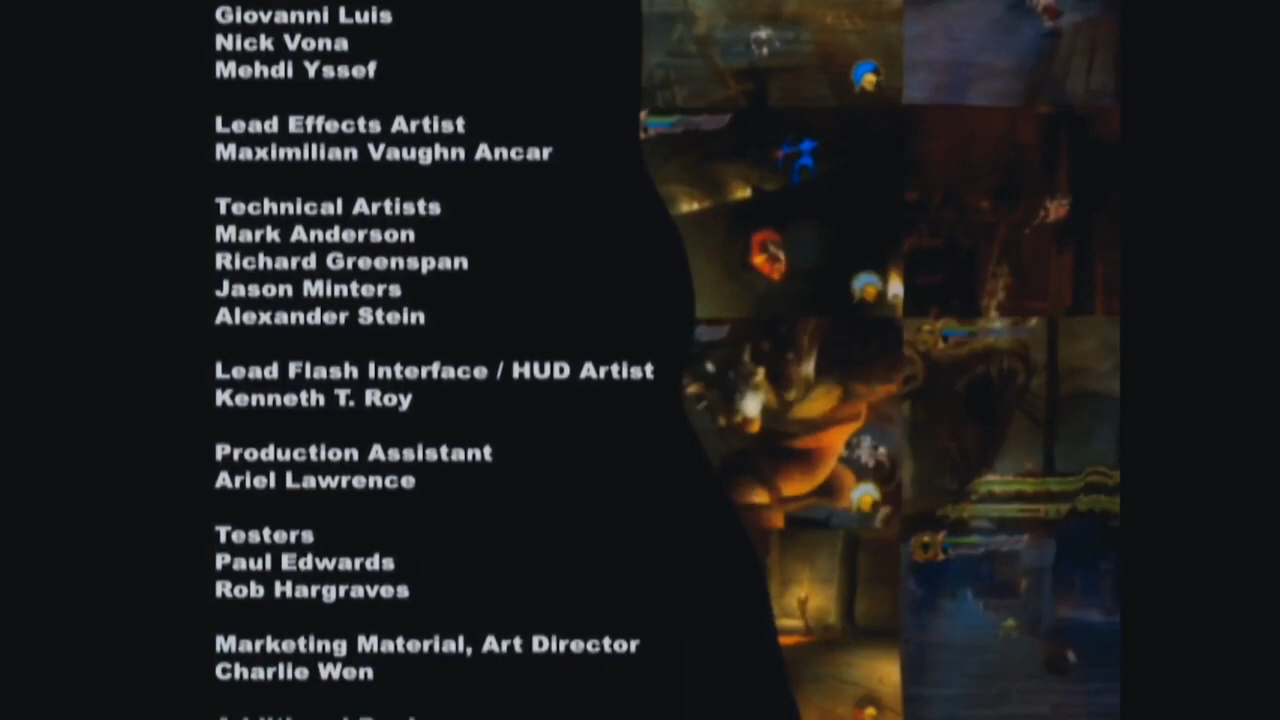 Giovanni Luis
Nick Vona
Mehdi Yssef
Lead Effects Artist
Maximilian Vaughn Ancar
Technical Artists
Mark Anderson
Richard Greenspan
Jason Minters
Alexander Stein
Lead Flash Interface / HUD Artist
Kenneth T. Roy
Production Assistant
Ariel Lawrence
Testers
Paul Edwards
Rob Hargraves
Marketing Material, Art Director
Charlie Wen